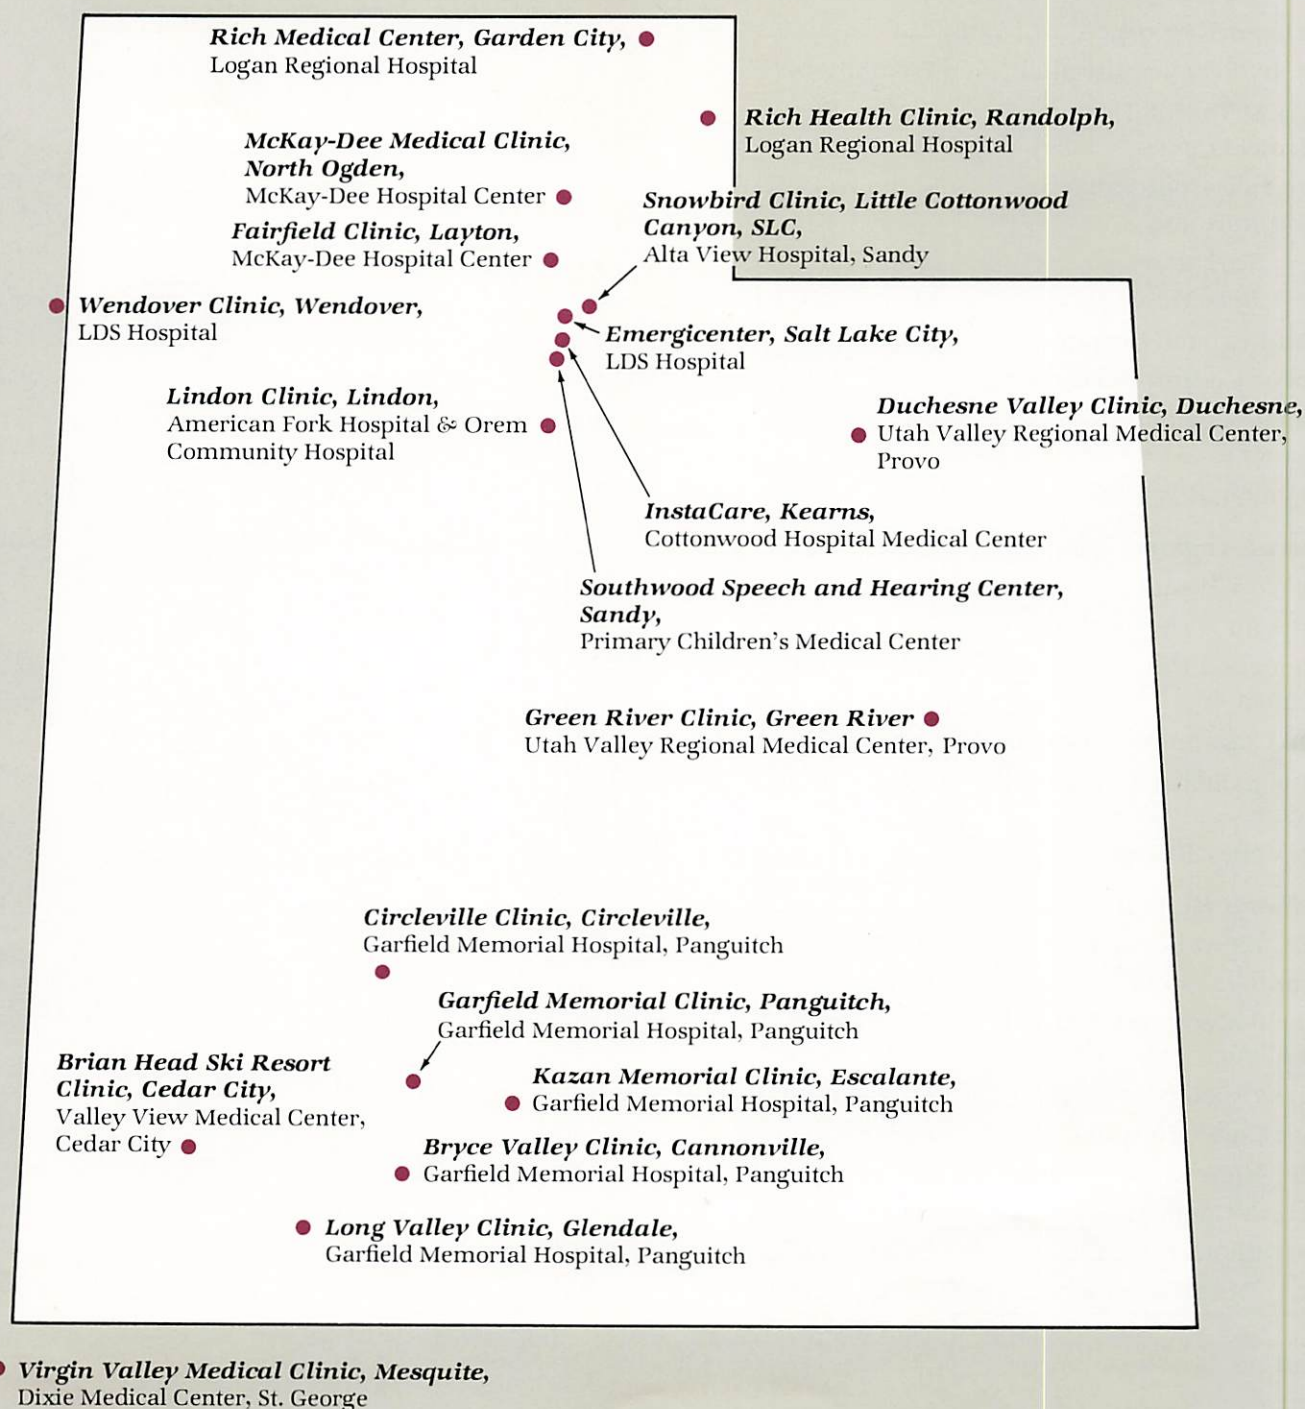 Rich Medical Center, Garden City,
Logan Regional Hospital
Rich Health Clinic, Randolph,
Logan Regional Hospital
McKay-Dee Medical Clinic,
North Ogden,
McKay-Dee Hospital Center
Snowbird Clinic, Little Cottonwood
Canyon, SLC,
Alta View Hospital, Sandy
Fairfield Clinic, Layton,
McKay-Dee Hospital Center
Wendover Clinic, Wendover,
LDS Hospital
Emergicenter, Salt Lake City,
LDS Hospital
Lindon Clinic, Lindon,
American Fork Hospital & Orem
Community Hospital
Duchesne Valley Clinic, Duchesne,
Utah Valley Regional Medical Center,
Provo
InstaCare, Kearns,
Cottonwood Hospital Medical Center
Southwood Speech and Hearing Center,
Sandy,
Primary Children's Medical Center
Green River Clinic, Green River
Utah Valley Regional Medical Center, Provo
Circleville Clinic, Circleville,
Garfield Memorial Hospital, Panguitch
Garfield Memorial Clinic, Panguitch,
Garfield Memorial Hospital, Panguitch
Brian Head Ski Resort
Clinic, Cedar City,
Valley View Medical Center,
Cedar City
Kazan Memorial Clinic, Escalante,
Garfield Memorial Hospital, Panguitch
Bryce Valley Clinic, Cannonville,
Garfield Memorial Hospital, Panguitch
Long Valley Clinic, Glendale,
Garfield Memorial Hospital, Panguitch
Virgin Valley Medical Clinic, Mesquite,
Dixie Medical Center, St. George